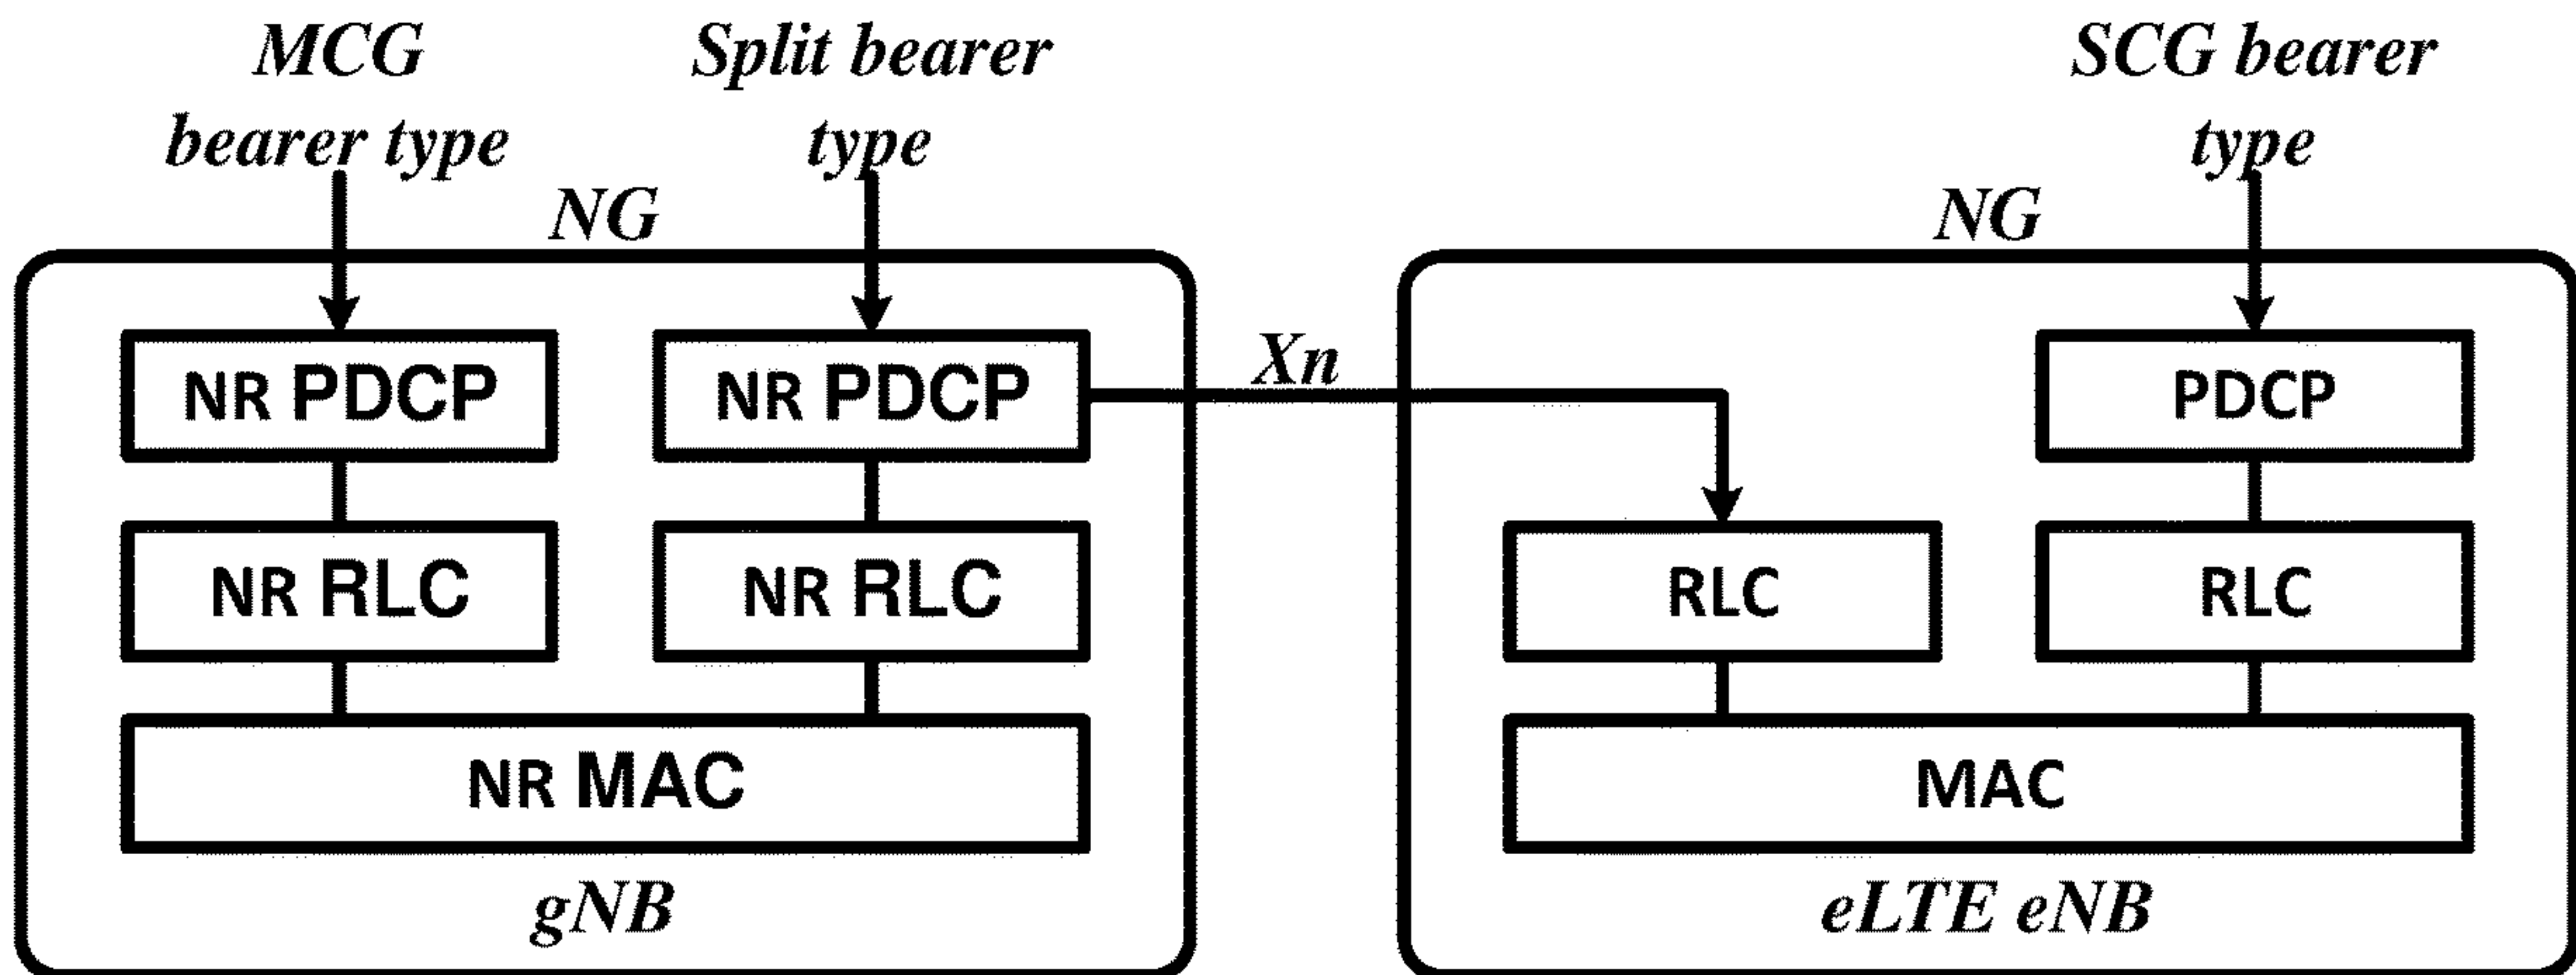 MCG
bearer type
Split bearer
type
SCG bearer
type
NG
NG
Xn
NR PDCP
NR PDCP
PDCP
NR RLC
NR RLC
RLC
RLC
NR MAC
MAC
gNB
eLTE eNB